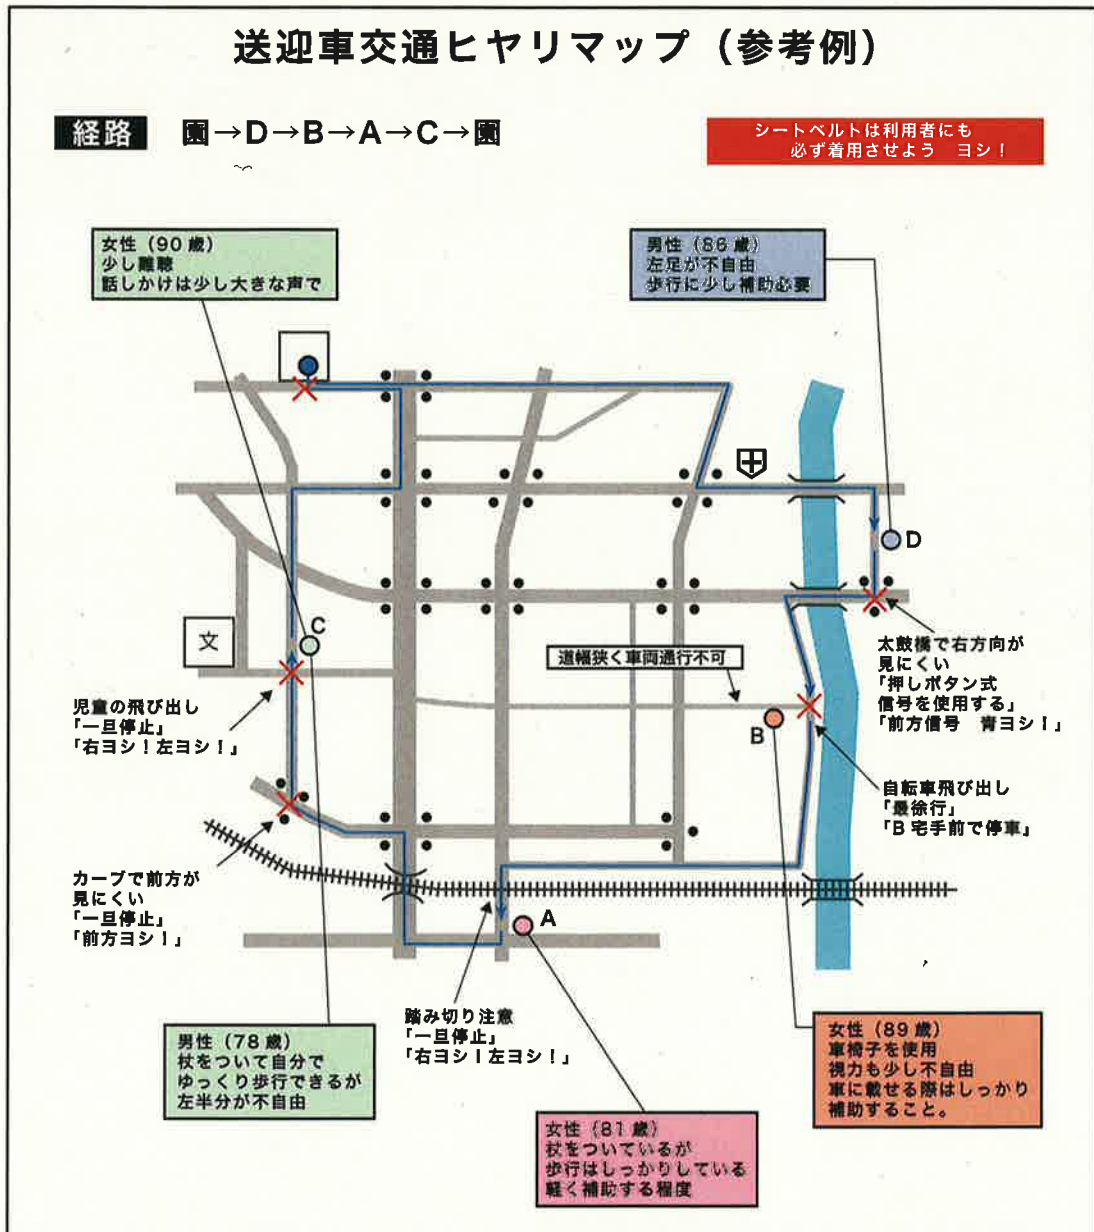 送迎車交通ヒヤリマップ（参考例）
経路
園→D→B→A→C→園
シートベルトは利用者にも
必ず着用させよう　ヨシ！
女性（90 歳）
少し難聴
話しかけは少し大きな声で
男性（86 歳）
左足が不自由
歩行に少し補助必要
D
C
文
道幅狭く車両通行不可
B
太鼓橋で右方向が
見にくい
「押しボタン式
信号を使用する」
「前方信号　青ヨシ！」
児童の飛び出し
「一旦停止」
「右ヨシ！左ヨシ！」
自転車飛び出し
「最徐行」
「B 宅手前で停車」
カーブで前方が
見にくい
「一旦停止」
「前方ヨシ！」
A
踏み切り注意
「一旦停止」
「右ヨシ！左ヨシ！」
男性（78 歳）
杖をついて自分で
ゆっくり歩行できるが
左半分が不自由
女性（89 歳）
車椅子を使用
視力も少し不自由
車に載せる際はしっかり
補助すること。
女性（81 歳）
杖をついているが
歩行はしっかりしている
軽く補助する程度